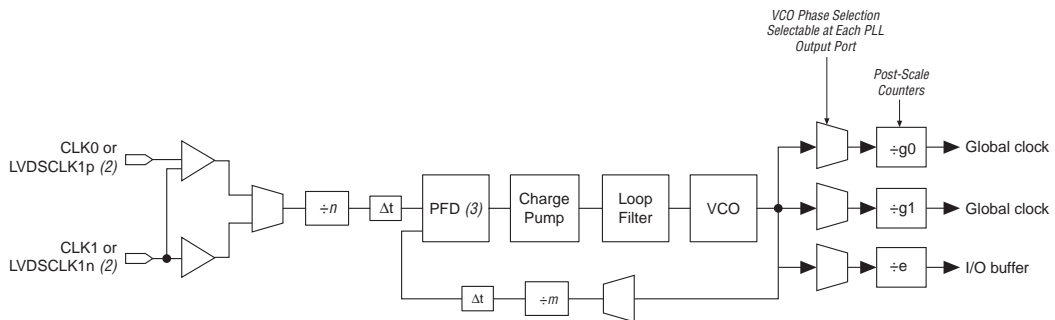 VCO Phase Selection
Selectable at Each PLL
Output Port
Post-Scale
Counters
CLK0 or
LVDSCLK1p (2)
÷g0
Global clock
÷n
Δt
PFD (3)
Charge
Pump
Loop
Filter
VCO
÷g1
Global clock
CLK1 or
LVDSCLK1n (2)
÷e
I/O buffer
Δt
÷m